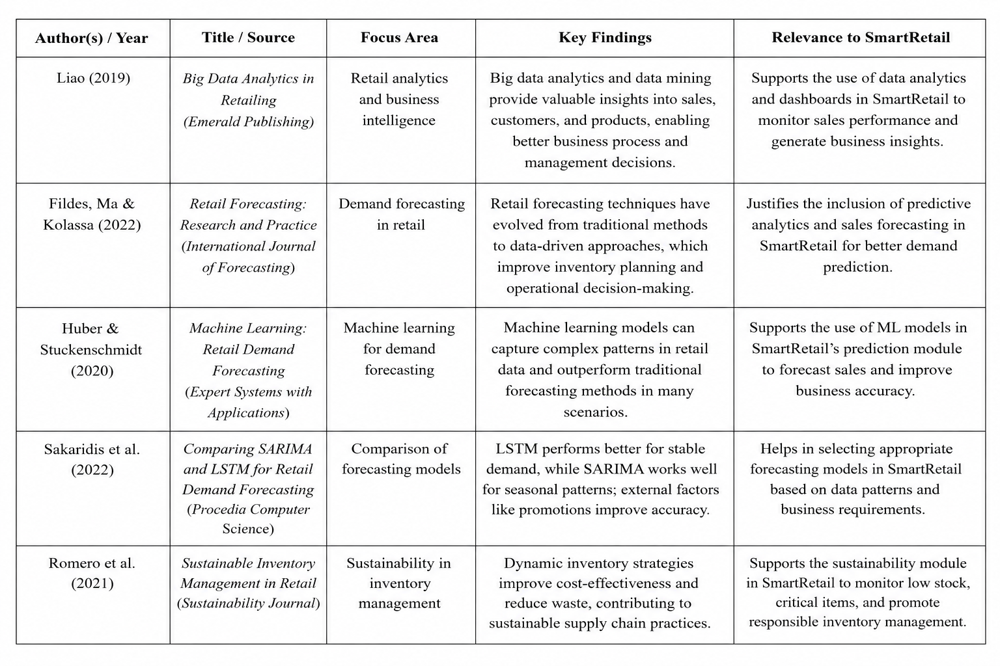 Author(s) / Year
Title / Source
Focus Area
Key Findings
Relevance to SmartRetail
Liao (2019)
Big Data Analytics in
Retailing
(Emerald Publishing)
Retail analytics
and business
intelligence
Big data analytics and data mining
provide valuable insights into sales,
customers, and products, enabling
better business process and
management decisions.
Supports the use of data analytics
and dashboards in SmartRetail to
monitor sales performance and
generate business insights.
Fildes, Ma &
Kolassa (2022)
Retail Forecasting:
Research and Practice
(International Journal
of Forecasting)
Demand forecasting
in retail
Retail forecasting techniques have
evolved from traditional methods
to data-driven approaches, which
improve inventory planning and
operational decision-making.
Justifies the inclusion of predictive
analytics and sales forecasting in
SmartRetail for better demand
prediction.
Huber &
Stuckenschmidt
(2020)
Machine Learning:
Retail Demand
Forecasting
(Expert Systems with
Applications)
Machine learning
for demand
forecasting
Machine learning models can
capture complex patterns in retail
data and outperform traditional
forecasting methods in many
scenarios.
Supports the use of ML models in
SmartRetail’s prediction module
to forecast sales and improve
business accuracy.
Sakaridis et al.
(2022)
Comparing SARIMA
and LSTM for Retail
Demand Forecasting
(Procedia Computer
Science)
Comparison of
forecasting models
LSTM performs better for stable
demand, while SARIMA works well
for seasonal patterns; external factors
like promotions improve accuracy.
Helps in selecting appropriate
forecasting models in SmartRetail
based on data patterns and
business requirements.
Romero et al.
(2021)
Sustainable Inventory
Management in Retail
(Sustainability Journal)
Sustainability in
inventory
management
Dynamic inventory strategies
improve cost-effectiveness and
reduce waste, contributing to
sustainable supply chain practices.
Supports the sustainability module
in SmartRetail to monitor low stock,
critical items, and promote
responsible inventory management.